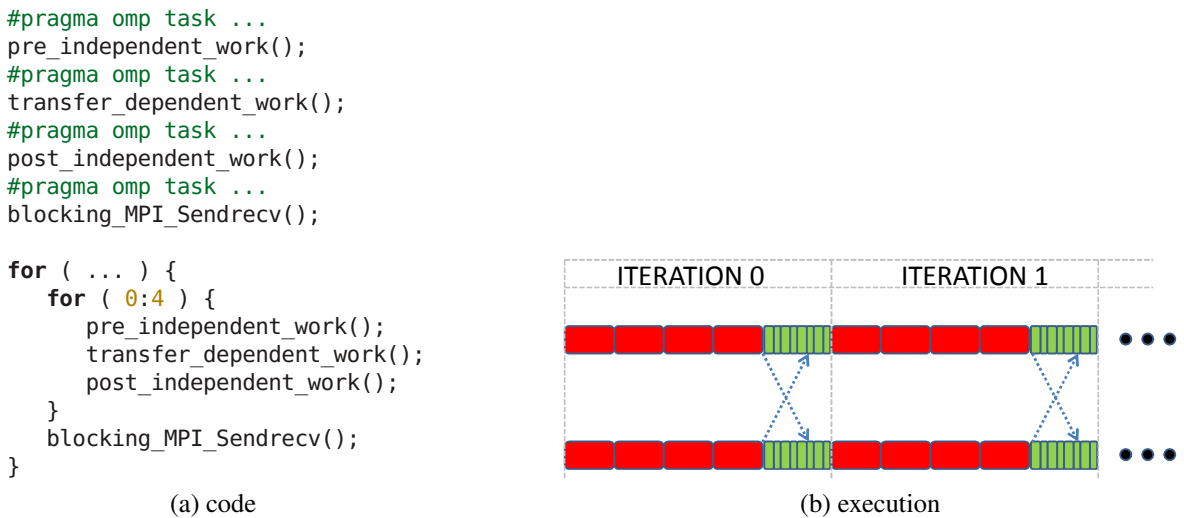 #pragma omp task ...
pre_independent_work();
#pragma omp task ...
transfer_dependent_work();
#pragma omp task ...
post_independent_work();
#pragma omp task ...
blocking_MPI_Sendrecv();
for ( ... ) {
for ( 0:4 ) {
pre_independent_work();
transfer_dependent_work();
post_independent_work();
}
blocking_MPI_Sendrecv();
}
(a) code
ITERATION 0 ITERATION 1
(b) execution